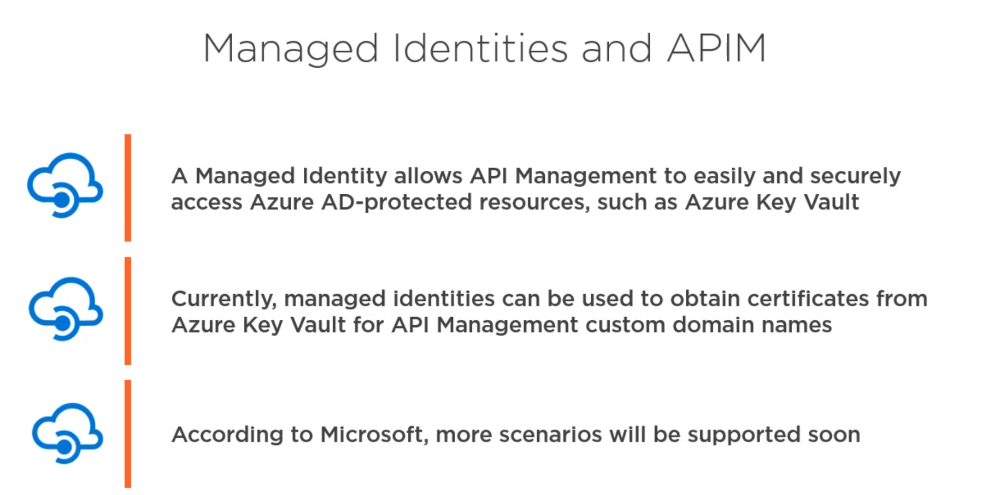 Managed Identities and APIM
A Managed Identity allows API Management to easily and securely
access Azure AD-protected resources, such as Azure Key Vault
Currently, managed identities can be used to obtain certificates from
Azure Key Vault for API Management custom domain names
According to Microsoft, more scenarios will be supported soon